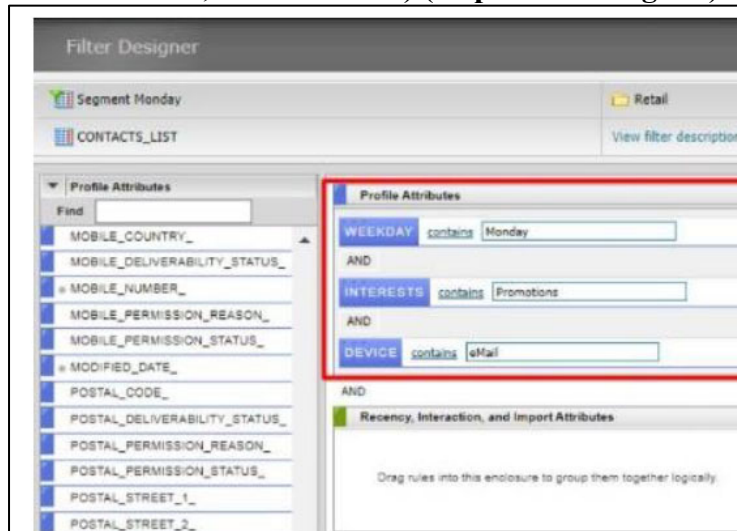 Filter Designer
Segment Monday
Retail
CONTACTS_LIST
View filter description
Profile Attributes
Find
MOBILE_COUNTRY_
MOBILE_DELIVERABILITY_STATUS_
MOBILE_NUMBER_
MOBILE_PERMISSION_REASON_
MOBILE_PERMISSION_STATUS_
MODIFIED_DATE_
POSTAL_CODE_
POSTAL_DELIVERABILITY_STATUS_
POSTAL_PERMISSION_REASON_
POSTAL_PERMISSION_STATUS_
POSTAL_STREET_1_
POSTAL_STREET_2_
Profile Attributes
WEEKDAY contains Monday
AND
INTERESTS contains Promotions
AND
DEVICE contains eMail
AND
Recency, Interaction, and Import Attributes
Drag rules into this enclosure to group them together logically.